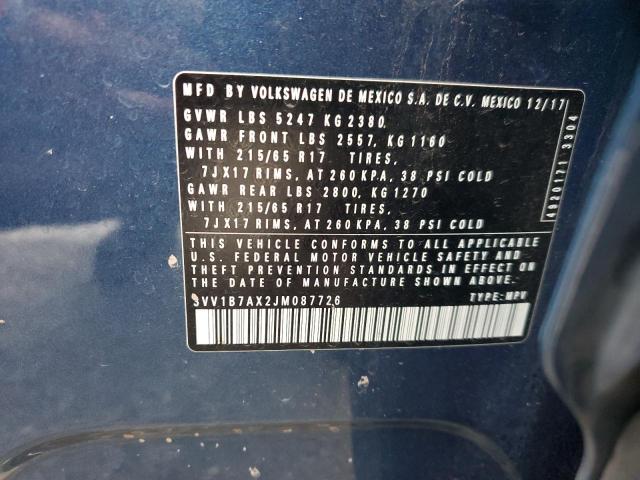 MFD BY VOLKSWAGEN DE MEXICO S.A. DE C.V. MEXICO 12/17
GVWR LBS 5247 KG 2380,
GAWR FRONT LBS 2557, KG 1160
WITH 215/65 R17 TIRES,
7JX17 RIMS, AT 260 KPA, 38 PSI COLD
GAWR REAR LBS 2800, KG 1270
WITH 215/65 R17 TIRES,
7JX17 RIMS, AT 260 KPA, 38 PSI COLD
THIS VEHICLE CONFORMS TO ALL APPLICABLE
U.S. FEDERAL MOTOR VEHICLE SAFETY AND
THEFT PREVENTION STANDARDS IN EFFECT ON
THE DATE OF MANUFACTURE SHOWN ABOVE.
3VV1B7AX2JM087726 TYPE: MPV
4920171 3304